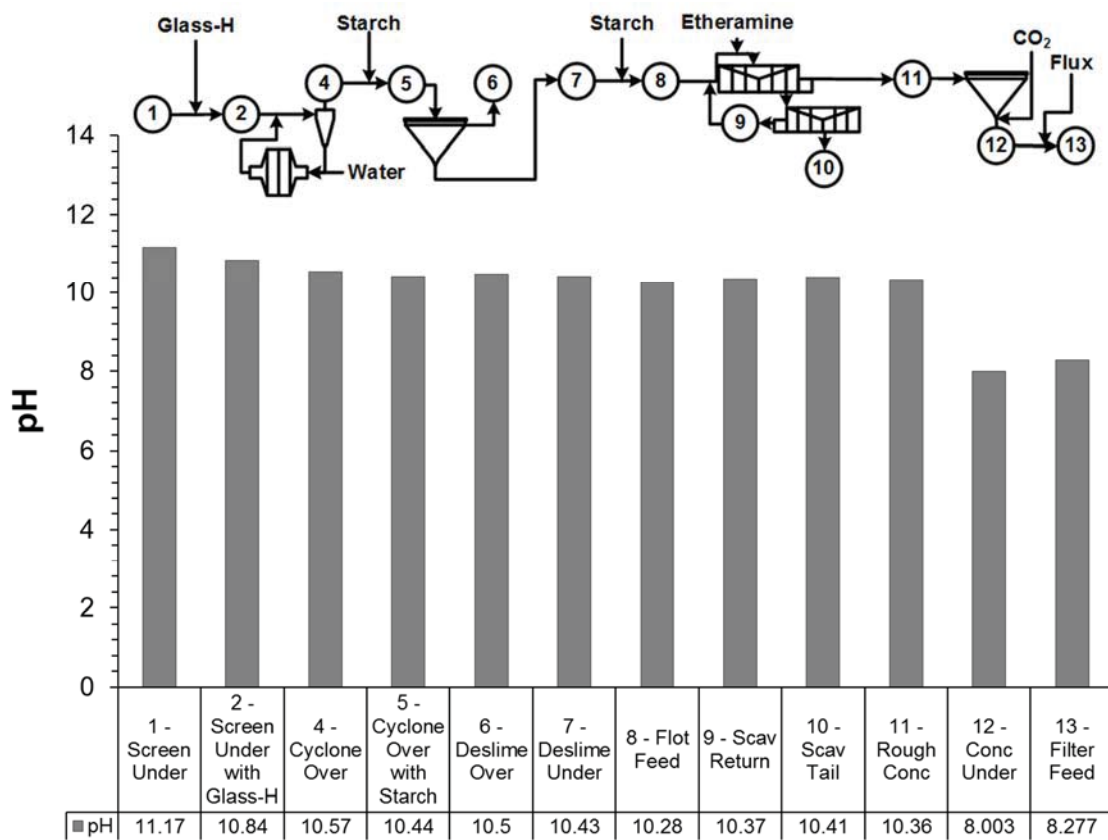 Glass-H
Starch
Starch
Etheramine
CO₂
Flux
1
2
4
5
6
7
8
9
10
11
12
13
Water
pH
14
12
10
8
6
4
2
0
1 -
Screen
Under
2 -
Screen
Under
with
Glass-H
4 -
Cyclone
Over
5 -
Cyclone
Over
with
Starch
6 -
Deslime
Over
7 -
Deslime
Under
8 - Flot
Feed
9 - Scav
Return
10 -
Scav
Tail
11 -
Rough
Conc
12 -
Conc
Under
13 -
Filter
Feed
pH 11.17 10.84 10.57 10.44 10.5 10.43 10.28 10.37 10.41 10.36 8.003 8.277